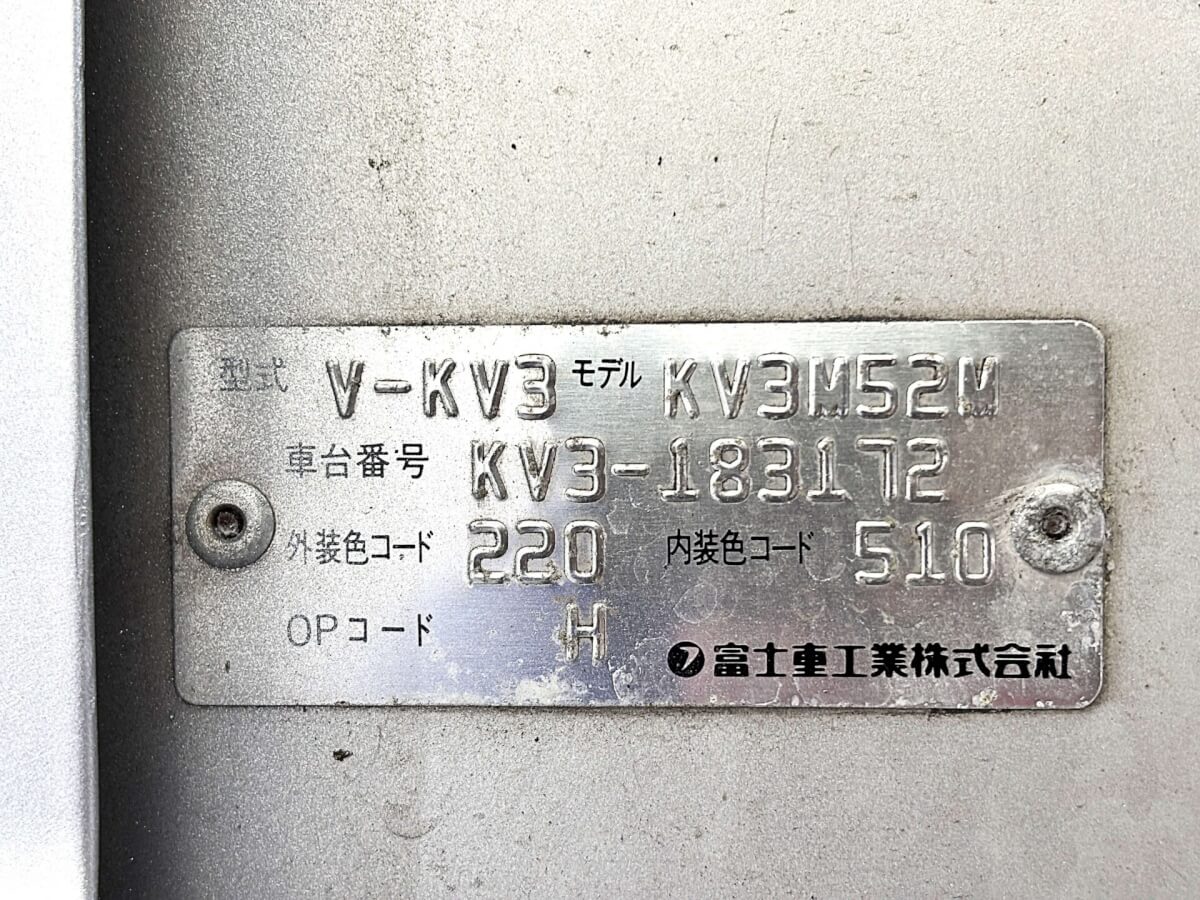 型式 V-KV3 モデル KV3M52M
車台番号 KV3-183172
外装色コード 220 内装色コード 510
OPコード H
富士重工業株式会社